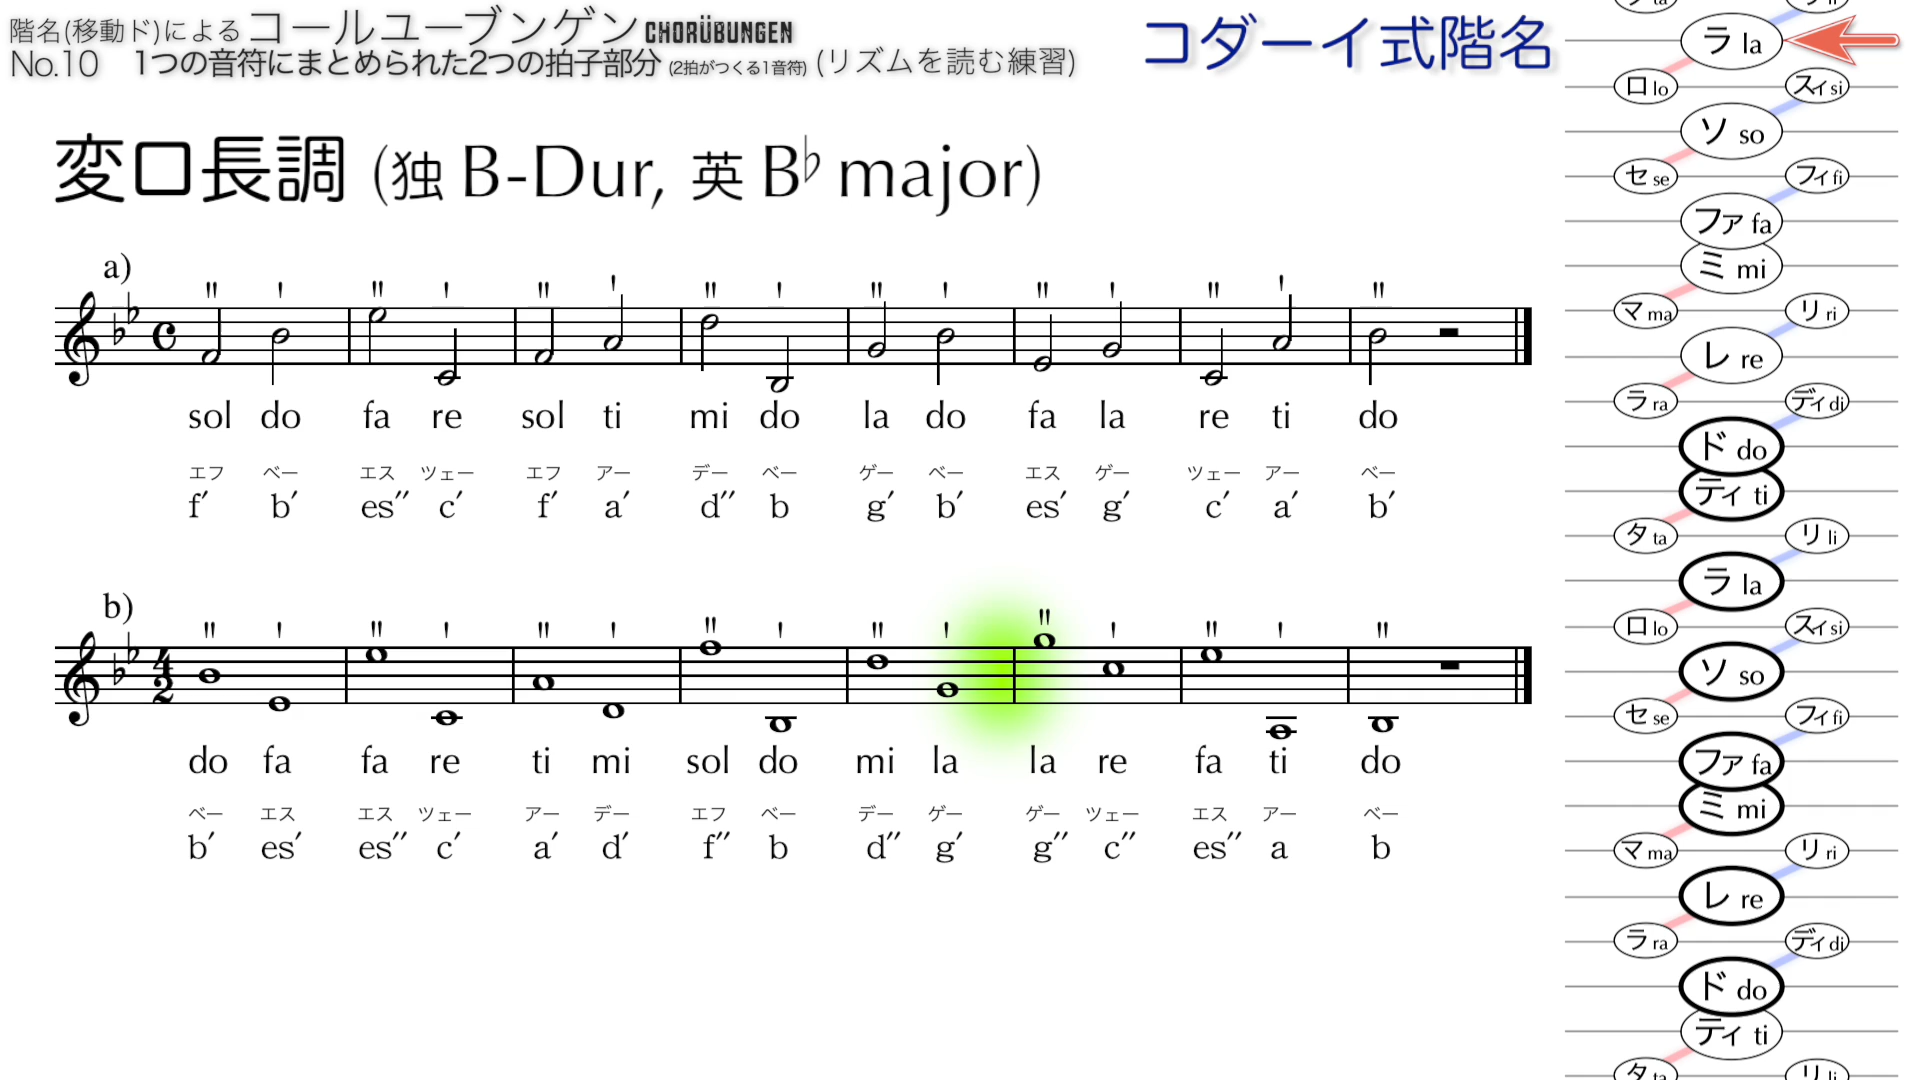 階名(移動ド)による コールユーブンゲン CHORÜBUNGEN
No.10 1つの音符にまとめられた2つの拍子部分 (2拍がつくる1音符) (リズムを読む練習)
コダーイ式階名
変ロ長調 (独 B-Dur, 英 B♭ major)
a)
sol do fa re sol ti mi do la do fa la re ti do
エフ ベー エス ツェー エフ アー デー ベー ゲー ベー エス ゲー ツェー アー ベー
f′ b′ es″ c′ f′ a′ d″ b g′ b′ es′ g′ c′ a′ b′
b)
4
2
do fa fa re ti mi sol do mi la la re fa ti do
ベー エス エス ツェー アー デー エフ ベー デー ゲー ゲー ツェー エス アー ベー
b′ es′ es″ c′ a′ d′ f″ b d″ g′ g″ c″ es″ a b
タ ta リ li
ラ la
ロ lo スィ si
ソ so
セ se フィ fi
ファ fa
ミ mi
マ ma リ ri
レ re
ラ ra ディ di
ド do
ティ ti
タ ta リ li
ラ la
ロ lo スィ si
ソ so
セ se フィ fi
ファ fa
ミ mi
マ ma リ ri
レ re
ラ ra ディ di
ド do
ティ ti
タ ta リ li